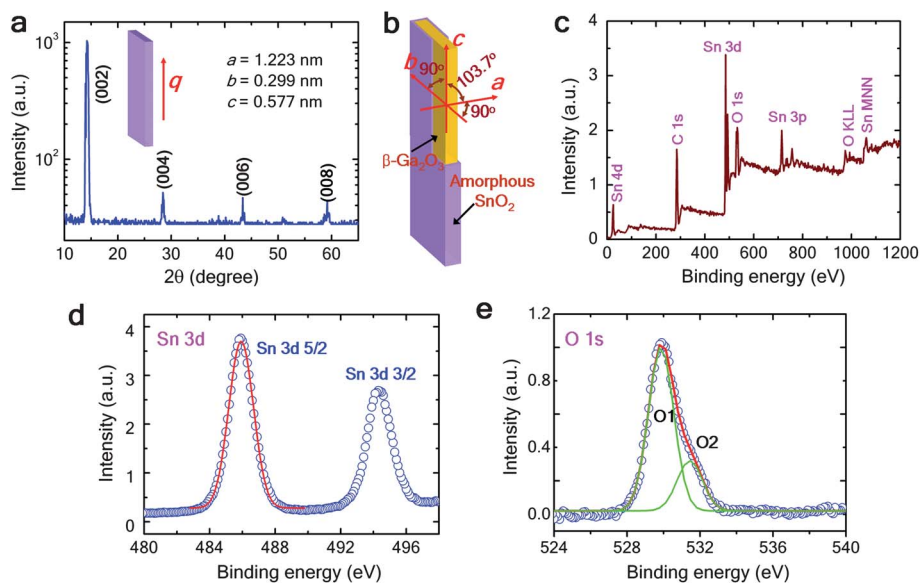 a
Intensity (a.u.)
10³
10²
(002)
q
a = 1.223 nm
b = 0.299 nm
c = 0.577 nm
(004)
(006)
(008)
10 20 30 40 50 60
2θ (degree)
b
c
b
90º
103.7º
a
90º
β-Ga₂O₃
Amorphous
SnO₂
c
Intensity (a.u.)
4
3
2
1
0
Sn 4d
C 1s
Sn 3d
O 1s
Sn 3p
O KLL
Sn MNN
0 200 400 600 800 1000 1200
Binding energy (eV)
d
Sn 3d
Intensity (a.u.)
4
3
2
1
0
Sn 3d 5/2
Sn 3d 3/2
480 484 488 492 496
Binding energy (eV)
e
O 1s
Intensity (a.u.)
1.2
0.8
0.4
0.0
O1
O2
524 528 532 536 540
Binding energy (eV)